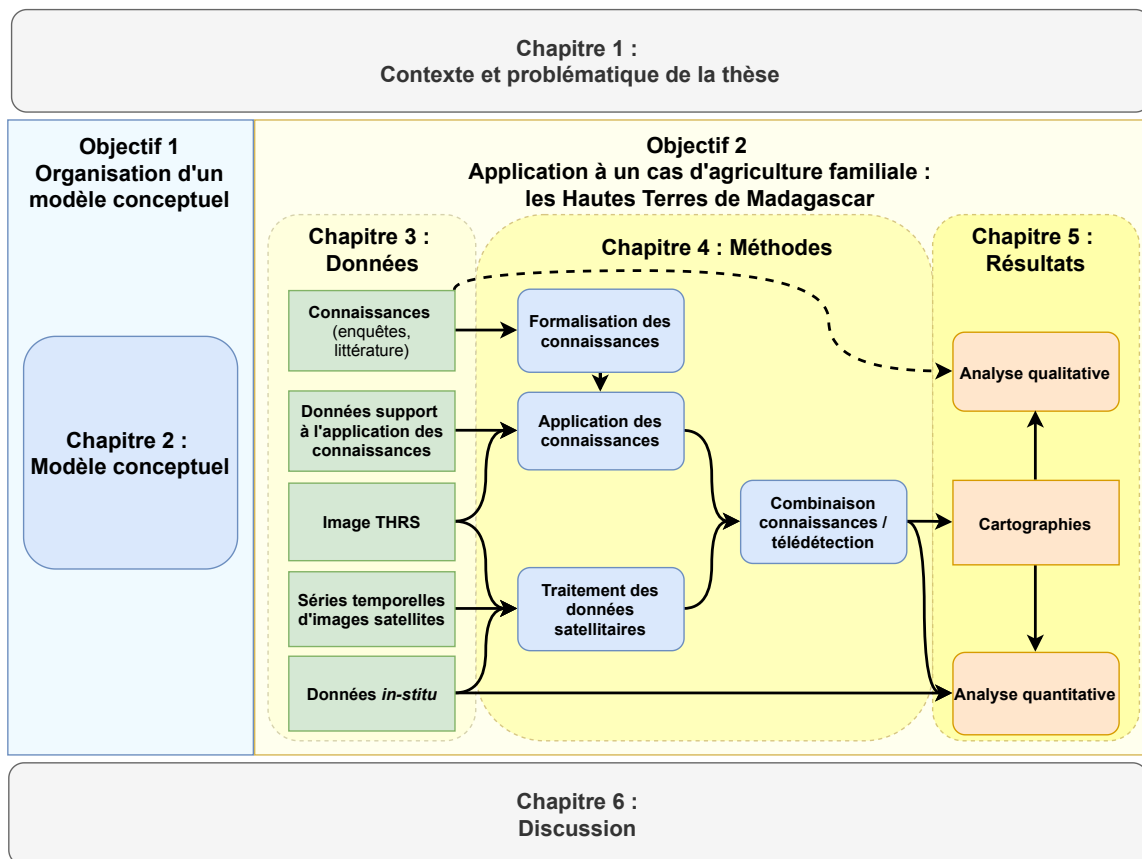 Chapitre 1 :
Contexte et problématique de la thèse
Objectif 1
Organisation d'un
modèle conceptuel
Chapitre 2 :
Modèle conceptuel
Objectif 2
Application à un cas d'agriculture familiale :
les Hautes Terres de Madagascar
Chapitre 3 :
Données
Connaissances
(enquêtes,
littérature)
Données support
à l'application des
connaissances
Image THRS
Séries temporelles
d'images satellites
Données in-stitu
Chapitre 4 : Méthodes
Formalisation des
connaissances
Application des
connaissances
Traitement des
données
satellitaires
Combinaison
connaissances /
télédétection
Chapitre 5 :
Résultats
Analyse qualitative
Cartographies
Analyse quantitative
Chapitre 6 :
Discussion